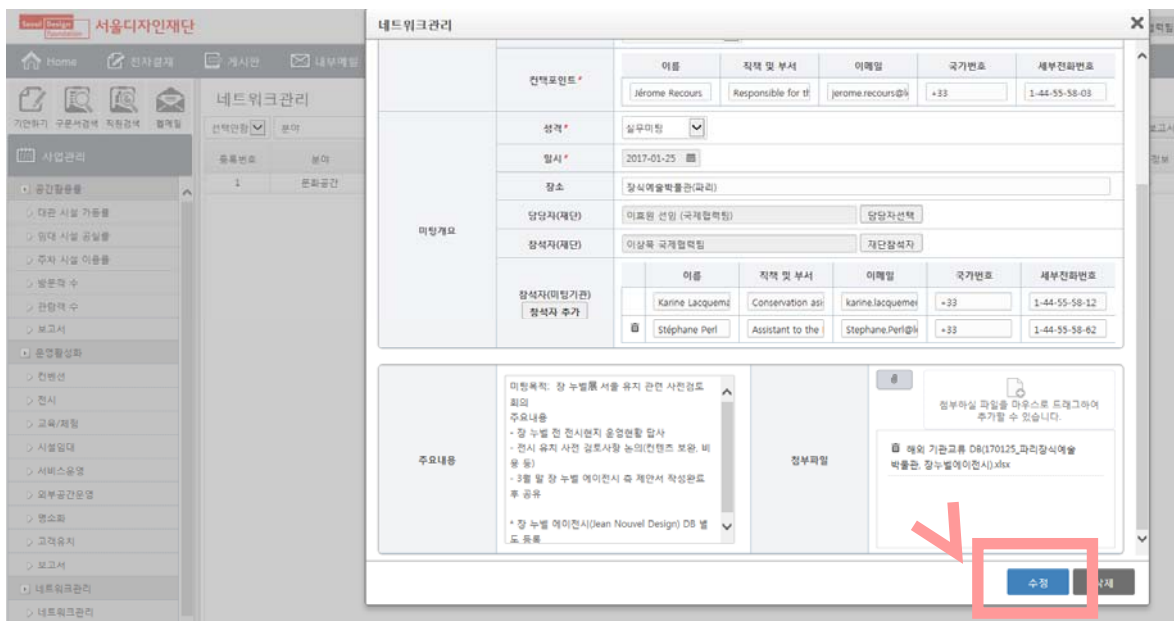 Seoul Design Foundation 서울디자인재단
Home 전자결재 게시판 내부메일
기안하기 구문서검색 직원검색 웹메일
사업관리
공간활용률
대관 시설 가동률
임대 시설 공실률
주차 시설 이용률
방문객 수
관람객 수
보고서
운영활성화
컨벤션
전시
교육/체험
시설임대
서비스운영
외부공간운영
명소화
고객유치
보고서
네트워크관리
네트워크관리
네트워크관리
선택안함 분야
등록번호 분야
1 문화공간
네트워크관리
컨택포인트*
이름 직책 및 부서 이메일 국가번호 세부전화번호
Jérome Recours Responsible for th jerome.recours@l +33 1-44-55-58-03
미팅개요
성격* 실무미팅
일시* 2017-01-25
장소 장식예술박물관(파리)
담당자(재단) 이효원 선임 (국제협력팀) 담당자선택
참석자(재단) 이상묵 국제협력팀 재단참석자
참석자(미팅기관)
참석자 추가
이름 직책 및 부서 이메일 국가번호 세부전화번호
Karine Lacquema Conservation asi karine.lacquemer +33 1-44-55-58-12
Stéphane Perl Assistant to the Stephane.Perl@l +33 1-44-55-58-62
주요내용
미팅목적: 장 누벨展 서울 유치 관련 사전검토
회의
주요내용
- 장 누벨 전 전시현지 운영현황 답사
- 전시 유치 사전 검토사항 논의(컨텐츠 보완, 비
용 등)
- 3월 말 장 누벨 에이전시 측 제안서 작성완료
후 공유
* 장 누벨 에이전시(Jean Nouvel Design) DB 별
도 등록
첨부파일
첨부하실 파일을 마우스로 드래그하여
추가할 수 있습니다.
해외 기관교류 DB(170125_파리장식예술
박물관, 장누벨에이전시).xlsx
수정 삭제